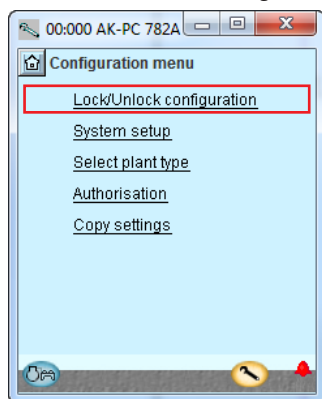 00:000 AK-PC 782A
Configuration menu
Lock/Unlock configuration
System setup
Select plant type
Authorisation
Copy settings